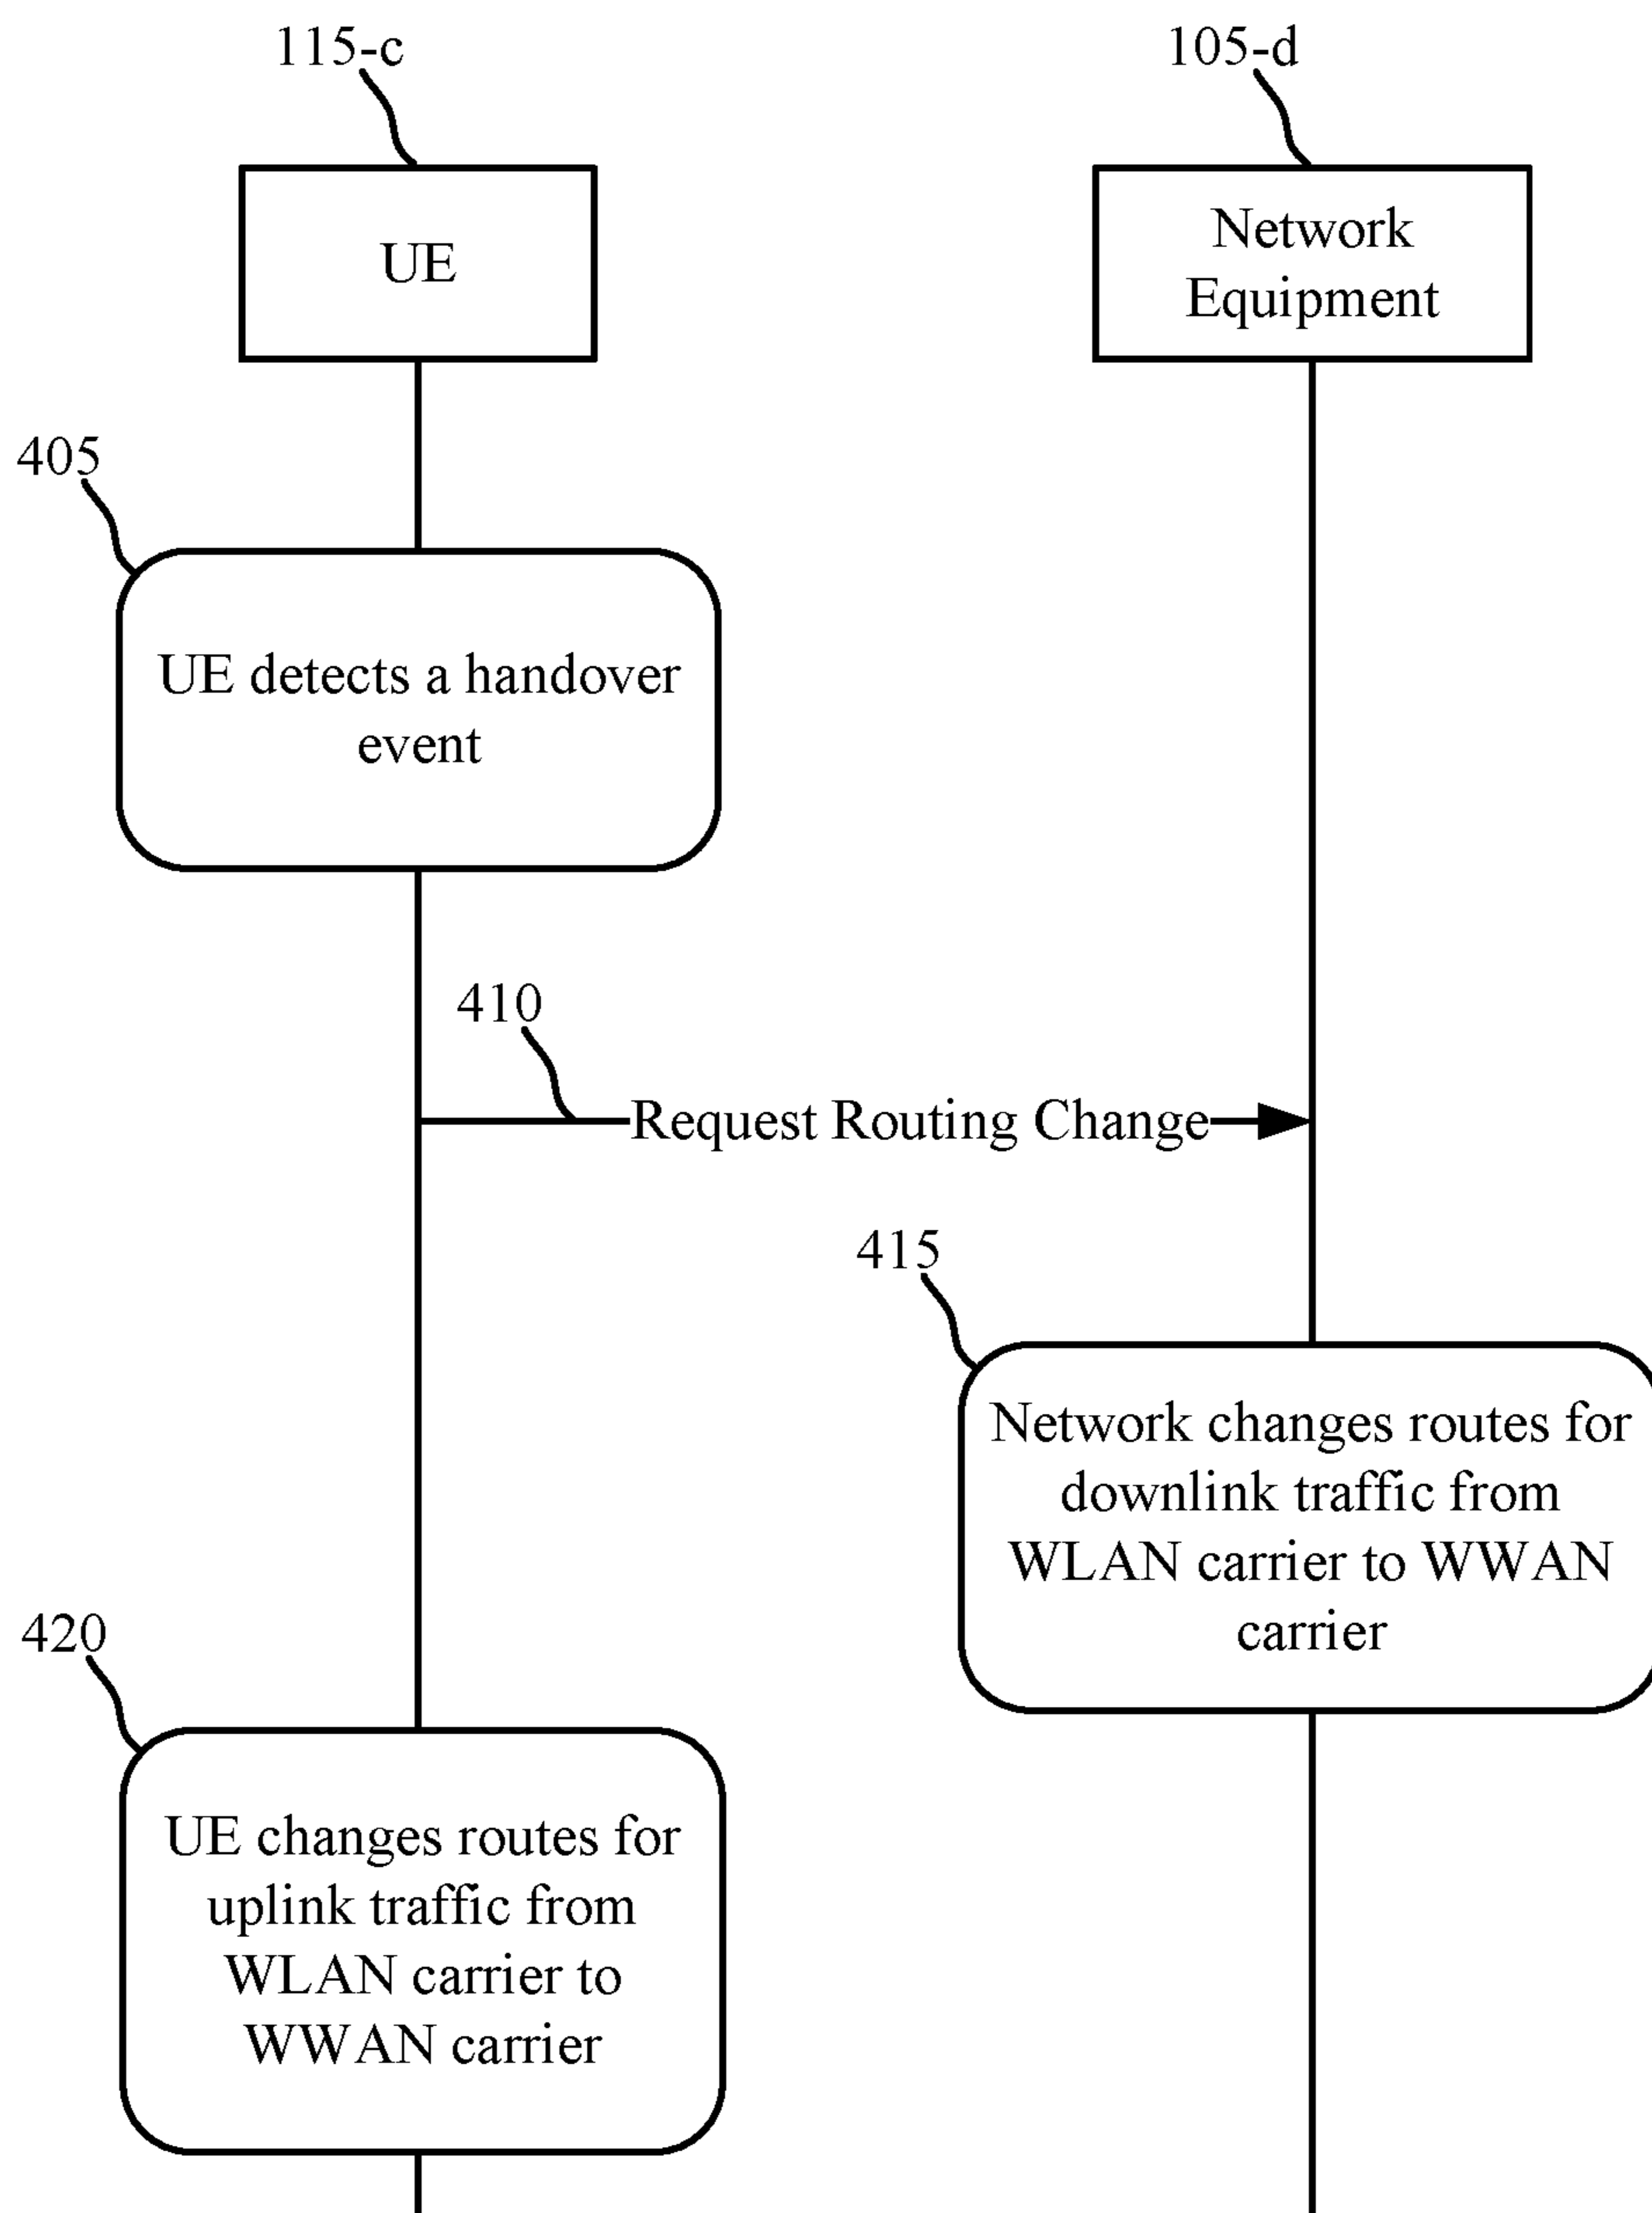 115-c
105-d
UE
Network
Equipment
405
UE detects a handover
event
410
Request Routing Change
415
Network changes routes for
downlink traffic from
WLAN carrier to WWAN
carrier
420
UE changes routes for
uplink traffic from
WLAN carrier to
WWAN carrier